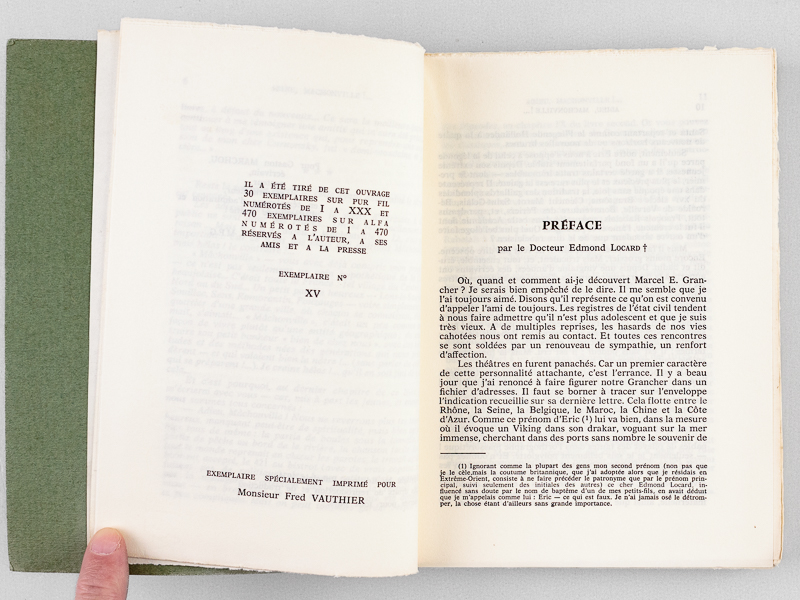 IL A ÉTÉ TIRÉ DE CET OUVRAGE
30 EXEMPLAIRES SUR PUR FIL
NUMÉROTÉS DE I A XXX ET
470 EXEMPLAIRES SUR ALFA
NUMÉROTÉS DE 1 A 470
RÉSERVÉS A L'AUTEUR, A SES
AMIS ET A LA PRESSE
EXEMPLAIRE N°
XV
EXEMPLAIRE SPÉCIALEMENT IMPRIMÉ POUR
Monsieur Fred VAUTHIER
PRÉFACE
par le Docteur Edmond LOCARD †
Où, quand et comment ai-je découvert Marcel E. Gran-
cher ? Je serais bien empêché de le dire. Il me semble que je
l'ai toujours aimé. Disons qu'il représente ce qu'on est convenu
d'appeler l'ami de toujours. Les registres de l'état civil tendent
à nous faire admettre qu'il n'est plus adolescent et que je suis
très vieux. A de multiples reprises, les hasards de nos vies
cahotées nous ont remis au contact. Et toutes ces rencontres
se sont soldées par un renouveau de sympathie, un renfort
d'affection.
Les théâtres en furent panachés. Car un premier caractère
de cette personnalité attachante, c'est l'errance. Il y a beau
jour que j'ai renoncé à faire figurer notre Grancher dans un
fichier d'adresses. Il faut se borner à tracer sur l'enveloppe
l'indication recueillie sur sa dernière lettre. Cela flotte entre le
Rhône, la Seine, la Belgique, le Maroc, la Chine et la Côte
d'Azur. Comme ce prénom d'Eric (1) lui va bien, dans la mesure
où il évoque un Viking dans son drakar, voguant sur la mer
immense, cherchant dans des ports sans nombre le souvenir de
(1) Ignorant comme la plupart des gens mon second prénom (non pas que
je le cèle, mais la coutume britannique, que j'ai adoptée alors que je résidais en
Extrême-Orient, consiste à ne faire précéder le patronyme que par le prénom prin-
cipal, suivi seulement des initiales des autres) ce cher Edmond Locard, in-
fluencé sans doute par le nom de baptême d'un de mes petits-fils, en avait déduit
que je m'appelais comme lui : Eric — ce qui est faux. Je n'ai jamais osé le détrom-
per, la chose étant d'ailleurs sans grande importance.